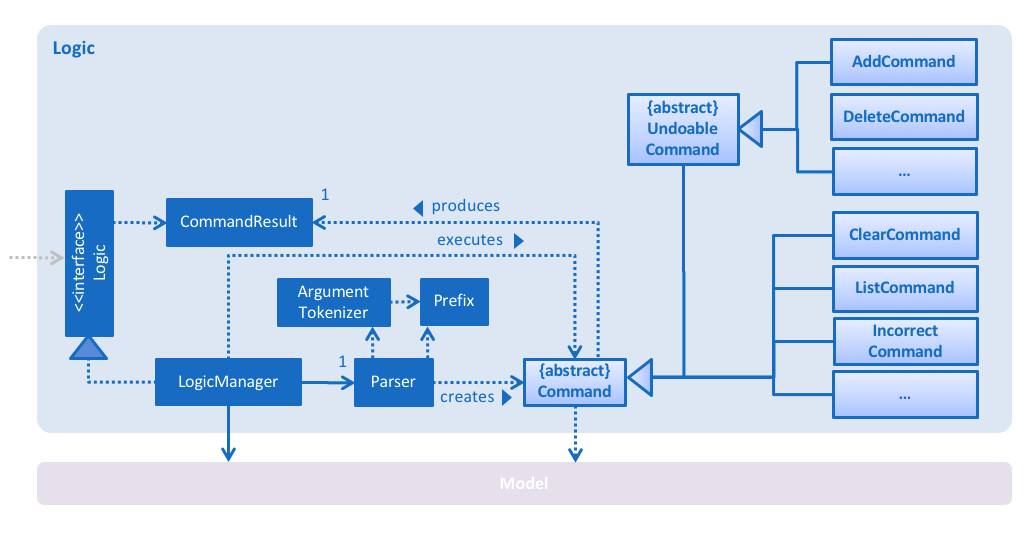 Logic
AddCommand
{abstract}
Undoable
Command
DeleteCommand
...
<<interface>>
Logic
CommandResult
1
produces
executes
ClearCommand
ListCommand
Argument
Tokenizer
Prefix
Incorrect
Command
LogicManager
1
Parser
creates
{abstract}
Command
...
Model